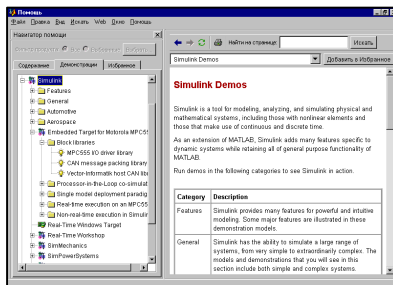 Помощь
Файл Правка Вид Искать Web Окно Помощь
Навигатор помощи
Все
Содержание Демонстрации Избранное
Simulink
Features
General
Automotive
Aerospace
Embedded Target for Motorola MPC55
Block libraries
MPC555 I/O driver library
CAN message packing library
Vector-Informatik host CAN libr
Processor-in-the-Loop co-simulat
Single model deployment paradig
Real-time execution on an MPC55
Non-real-time execution in Simulin
Real-Time Windows Target
Real-Time Workshop
SimMechanics
SimPowerSystems
Найти на странице: Искать
Simulink Demos Добавить в Избранное
Simulink Demos
Simulink is a tool for modeling, analyzing, and simulating physical and
mathematical systems, including those with nonlinear elements and
those that make use of continuous and discrete time.
As an extension of MATLAB, Simulink adds many features specific to
dynamic systems while retaining all of general purpose functionality of
MATLAB.
Run demos in the following categories to see Simulink in action.
Category Description
Features Simulink provides many features for powerful and intuitive
modeling. Some major features are illustrated in these
demonstration models.
General Simulink has the ability to simulate a large range of
systems, from very simple to extraordinarily complex. The
models and demonstrations that you will see in this
section include both simple and complex systems.